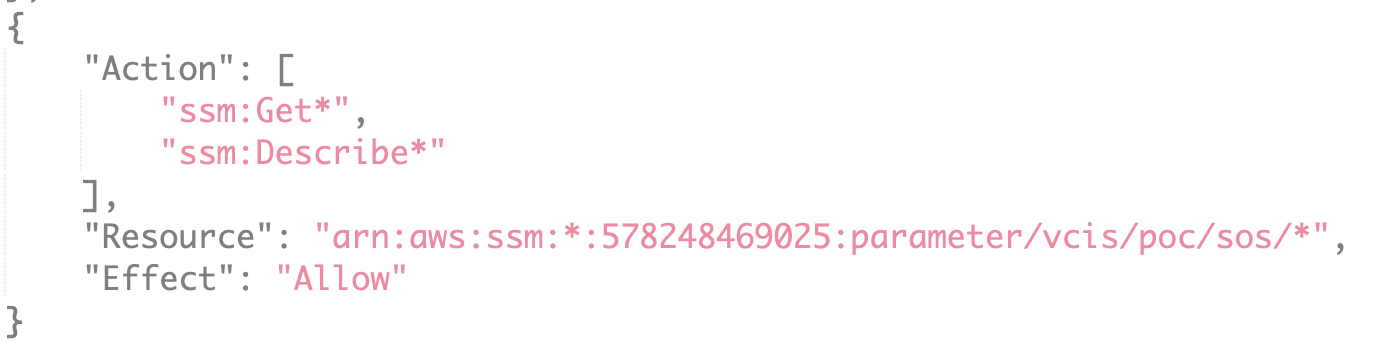 {
    "Action": [
        "ssm:Get*",
        "ssm:Describe*"
    ],
    "Resource": "arn:aws:ssm:*:578248469025:parameter/vcis/poc/sos/*",
    "Effect": "Allow"
}